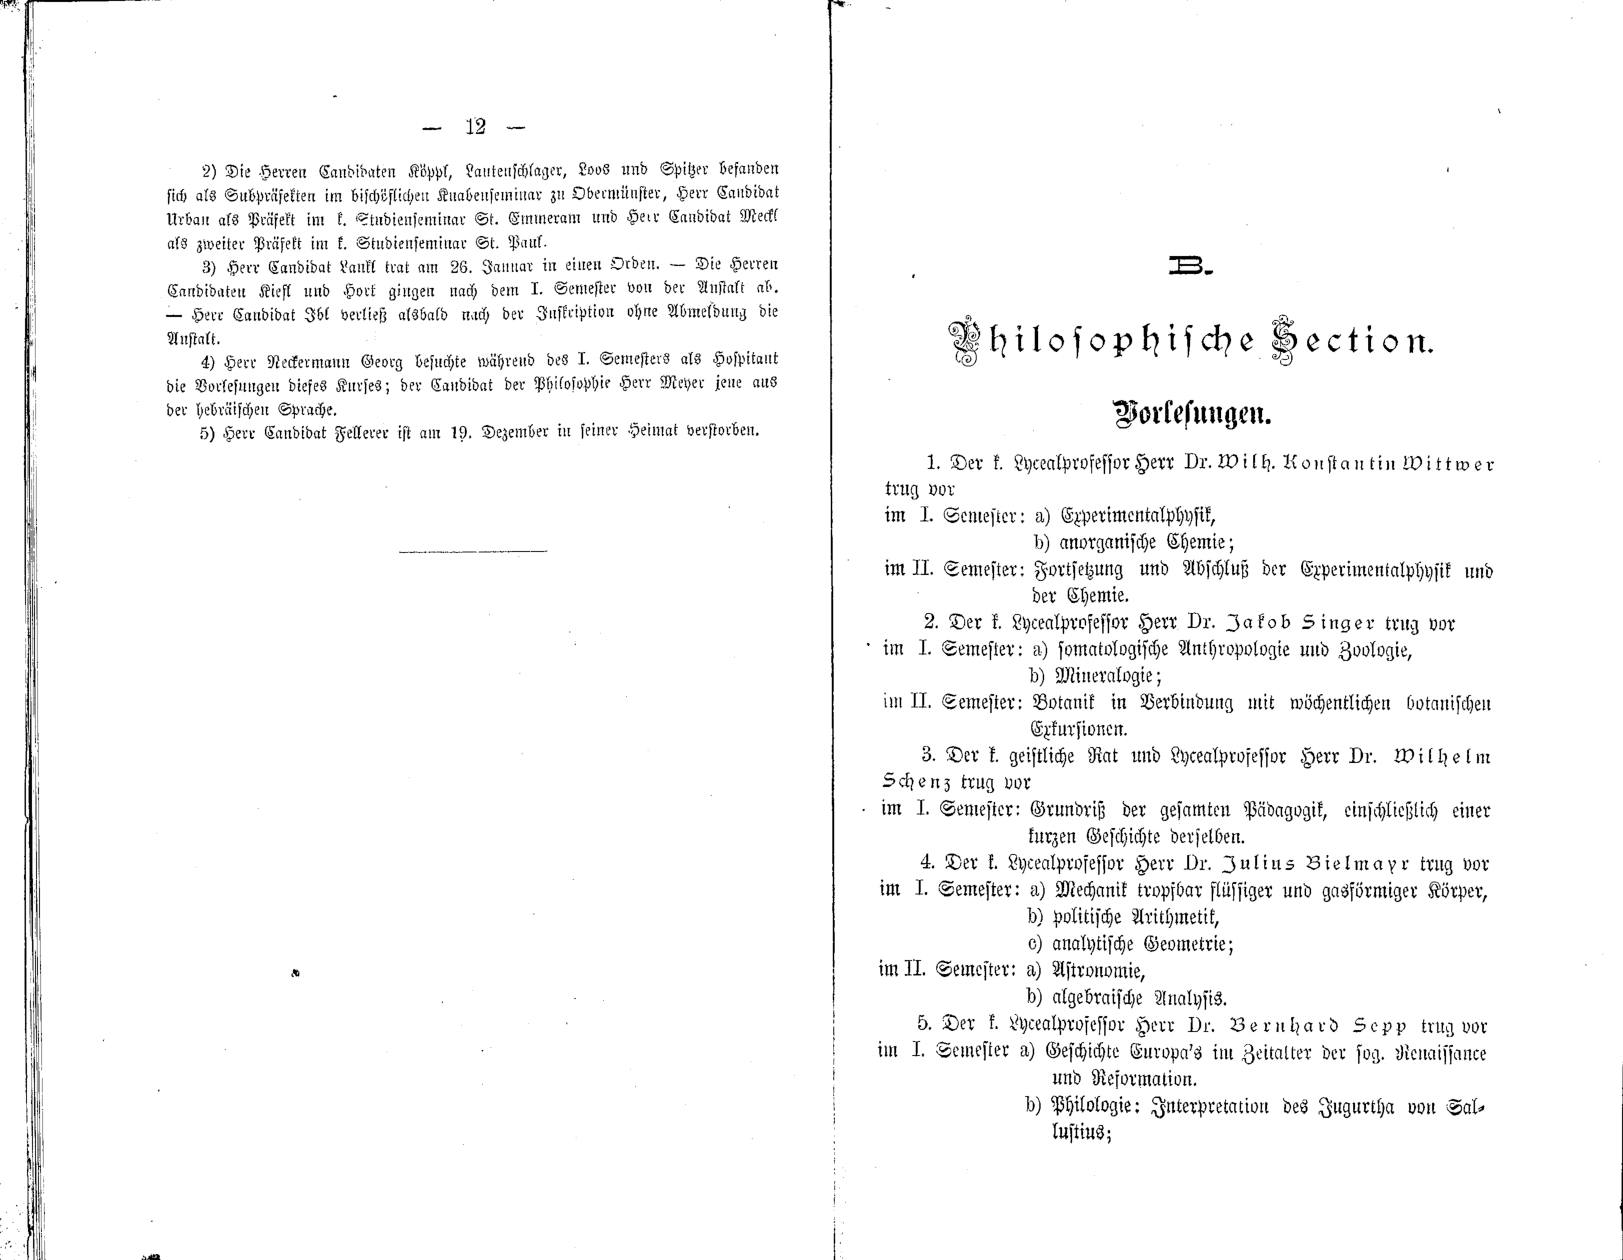 — 12 —
2) Die Herren Candidaten Köppl, Lautenschlager, Loos und Spitzer befanden
sich als Subpräfekten im bischöflichen Knabenseminar zu Obermünster, Herr Candidat
Urban als Präfekt im k. Studienseminar St. Emmeram und Herr Candidat Meckl
als zweiter Präfekt im k. Studienseminar St. Paul.
3) Herr Candidat Lankl trat am 26. Januar in einen Orden. — Die Herren
Candidaten Kiefl und Hork gingen nach dem I. Semester von der Anstalt ab.
— Herr Candidat Ibl verließ alsbald nach der Inskription ohne Abmeldung die
Anstalt.
4) Herr Neckermann Georg besuchte während des I. Semesters als Hospitant
die Vorlesungen dieses Kurses; der Candidat der Philosophie Herr Meyer jene aus
der hebräischen Sprache.
5) Herr Candidat Fellerer ist am 19. Dezember in seiner Heimat verstorben.
B.
Philosophische Section.
Vorlesungen.
1. Der k. Lycealprofessor Herr Dr. Wilh. Konstantin Wittwer
trug vor
im I. Semester: a) Experimentalphysik,
b) anorganische Chemie;
im II. Semester: Fortsetzung und Abschluß der Experimentalphysik und
der Chemie.
2. Der k. Lycealprofessor Herr Dr. Jakob Singer trug vor
im I. Semester: a) somatologische Anthropologie und Zoologie,
b) Mineralogie;
im II. Semester: Botanik in Verbindung mit wöchentlichen botanischen
Exkursionen.
3. Der k. geistliche Rat und Lycealprofessor Herr Dr. Wilhelm
Schenz trug vor
im I. Semester: Grundriß der gesamten Pädagogik, einschließlich einer
kurzen Geschichte derselben.
4. Der k. Lycealprofessor Herr Dr. Julius Bielmayr trug vor
im I. Semester: a) Mechanik tropfbar flüssiger und gasförmiger Körper,
b) politische Arithmetik,
c) analytische Geometrie;
im II. Semester: a) Astronomie,
b) algebraische Analysis.
5. Der k. Lycealprofessor Herr Dr. Bernhard Sepp trug vor
im I. Semester a) Geschichte Europa's im Zeitalter der sog. Renaissance
und Reformation.
b) Philologie: Interpretation des Jugurtha von Sal-
lustius;